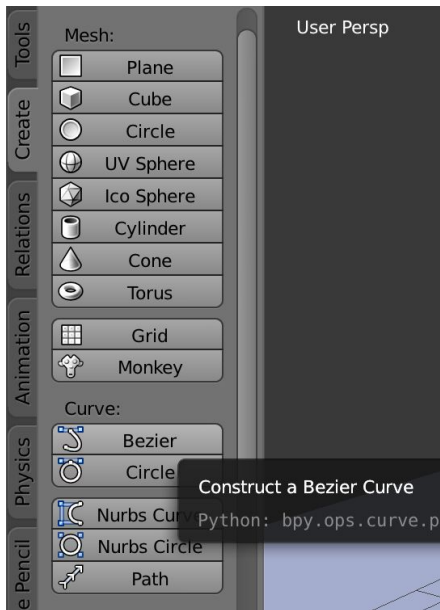 User Persp
Tools
Create
Relations
Animation
Physics
e Pencil
Mesh:
Plane
Cube
Circle
UV Sphere
Ico Sphere
Cylinder
Cone
Torus
Grid
Monkey
Curve:
Bezier
Circle
Nurbs Curve
Nurbs Circle
Path
Construct a Bezier Curve
Python: bpy.ops.curve.p